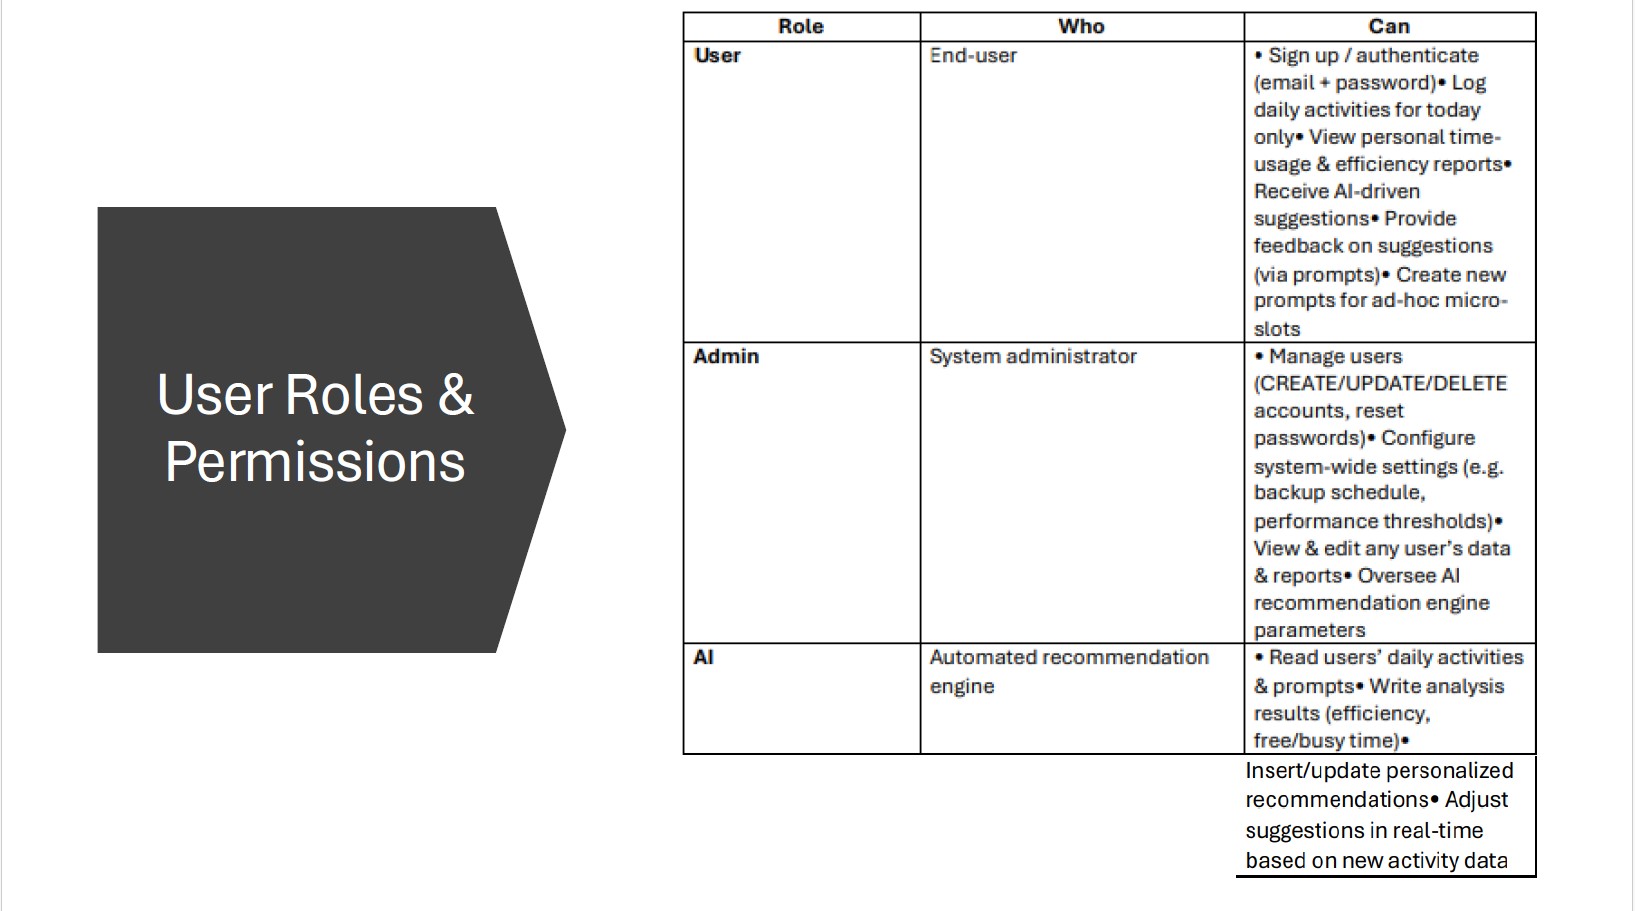 User Roles &
Permissions
Role Who Can
User End-user • Sign up / authenticate
(email + password)• Log
daily activities for today
only• View personal time-
usage & efficiency reports•
Receive AI-driven
suggestions• Provide
feedback on suggestions
(via prompts)• Create new
prompts for ad-hoc micro-
slots
Admin System administrator • Manage users
(CREATE/UPDATE/DELETE
accounts, reset
passwords)• Configure
system-wide settings (e.g.
backup schedule,
performance thresholds)•
View & edit any user’s data
& reports• Oversee AI
recommendation engine
parameters
AI Automated recommendation • Read users’ daily activities
engine & prompts• Write analysis
results (efficiency,
free/busy time)•
Insert/update personalized
recommendations• Adjust
suggestions in real-time
based on new activity data